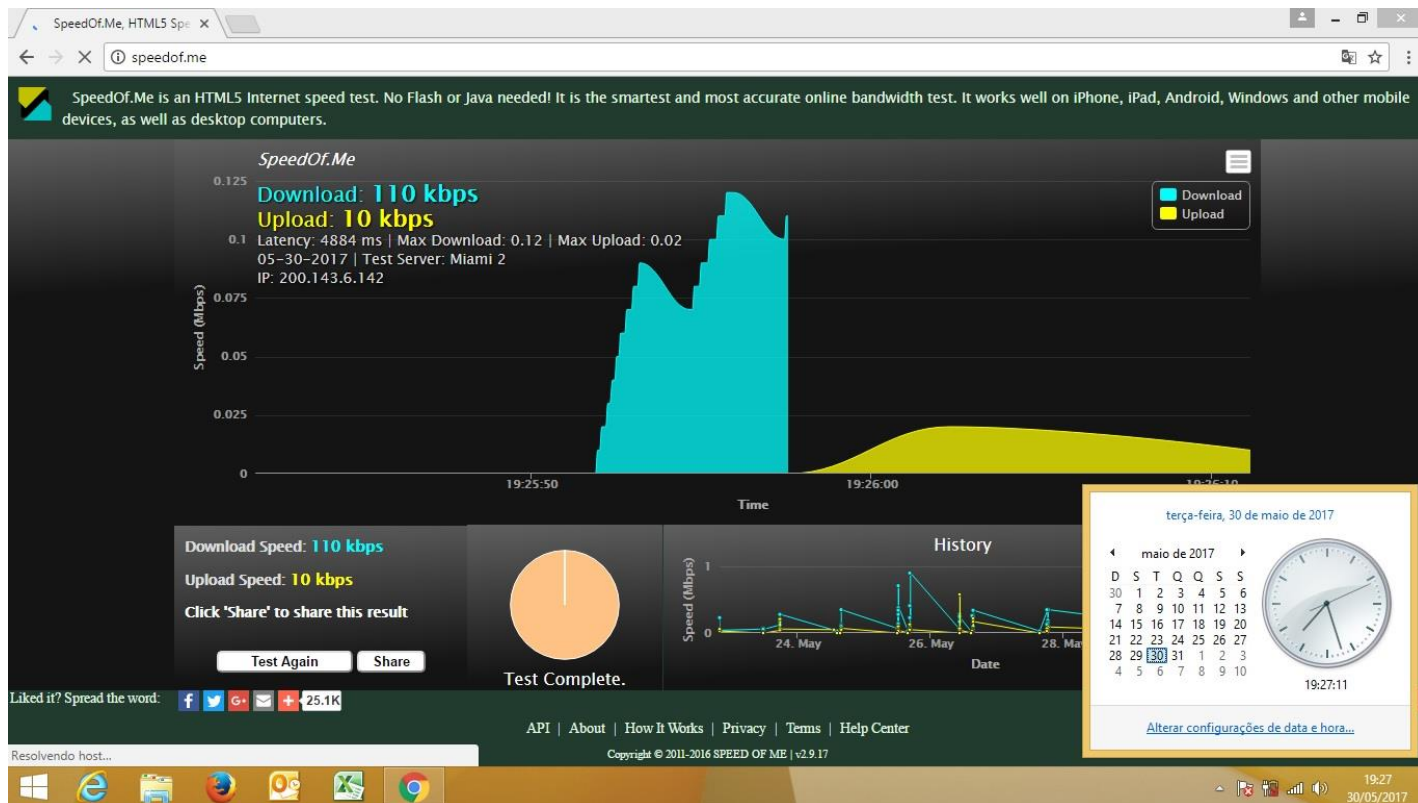 SpeedOf.Me, HTML5 Spe
speedof.me
SpeedOf.Me is an HTML5 Internet speed test. No Flash or Java needed! It is the smartest and most accurate online bandwidth test. It works well on iPhone, iPad, Android, Windows and other mobile
devices, as well as desktop computers.
SpeedOf.Me
Download: 110 kbps
Upload: 10 kbps
Latency: 4884 ms | Max Download: 0.12 | Max Upload: 0.02
05-30-2017 | Test Server: Miami 2
IP: 200.143.6.142
Download
Upload
Speed (Mbps)
0.125
0.1
0.075
0.05
0.025
0
19:25:50
19:26:00
19:26:10
Time
Download Speed: 110 kbps
Upload Speed: 10 kbps
Click 'Share' to share this result
Test Again
Share
Test Complete.
History
Speed (Mbps)
1
0
24. May
26. May
28. Ma
Date
terça-feira, 30 de maio de 2017
maio de 2017
D S T Q Q S S
30 1 2 3 4 5 6
7 8 9 10 11 12 13
14 15 16 17 18 19 20
21 22 23 24 25 26 27
28 29 30 31 1 2 3
4 5 6 7 8 9 10
19:27:11
Alterar configurações de data e hora...
Liked it? Spread the word:
25.1K
API | About | How It Works | Privacy | Terms | Help Center
Copyright © 2011-2016 SPEED OF ME | v2.9.17
Resolvendo host...
19:27
30/05/2017